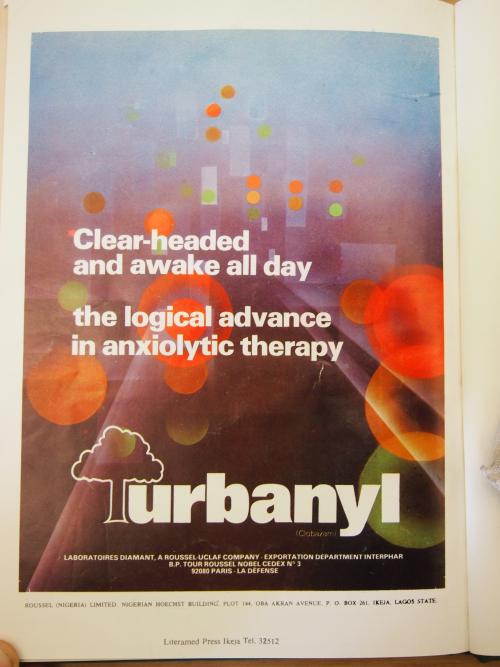 Clear-headed
and awake all day
the logical advance
in anxiolytic therapy
Turbanyl
(Clobazam)
LABORATOIRES DIAMANT, A ROUSSEL-UCLAF COMPANY - EXPORTATION DEPARTMENT INTERPHAR
B.P. TOUR ROUSSEL NOBEL CEDEX N° 3
92080 PARIS - LA DÉFENSE
ROUSSEL (NIGERIA) LIMITED. NIGERIAN HOECHST BUILDING, PLOT 144, OBA AKRAN AVENUE, P. O. BOX 261, IKEJA, LAGOS STATE.
Literamed Press Ikeja Tel. 32512